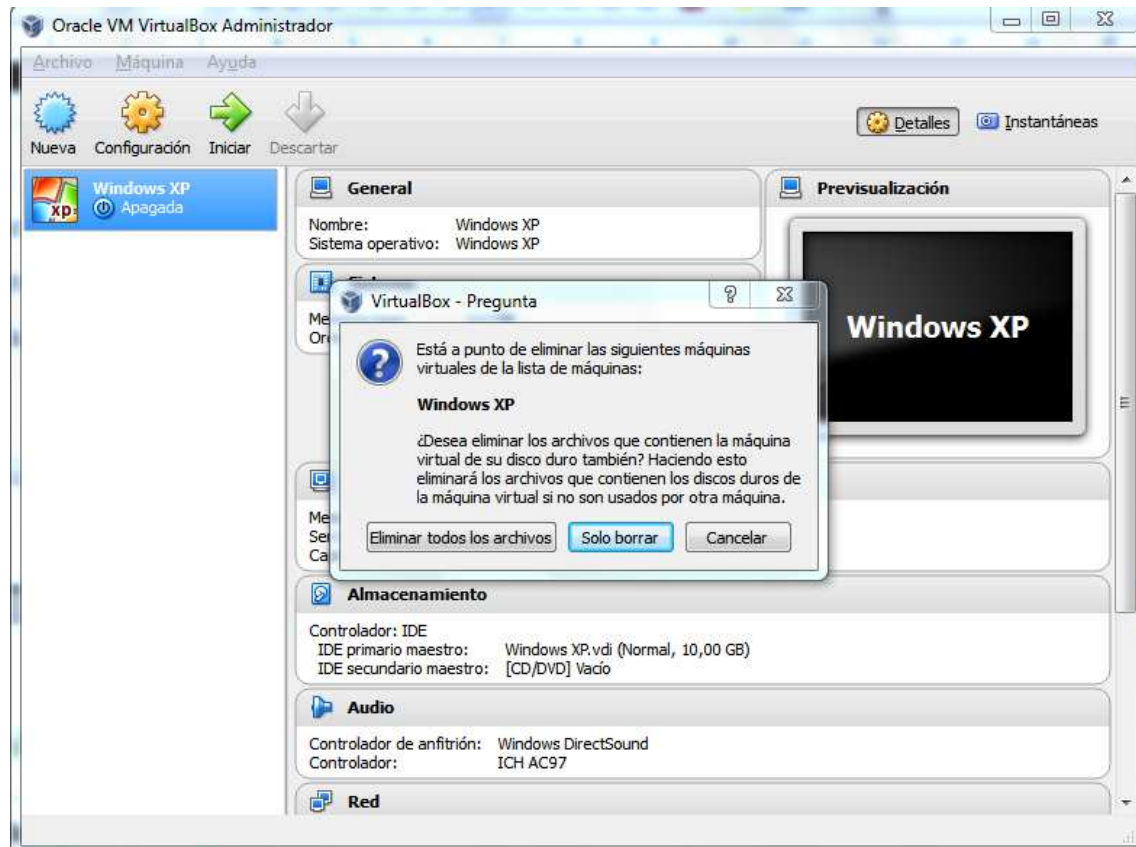 Oracle VM VirtualBox Administrador
Archivo Máquina Ayuda
Nueva Configuración Iniciar Descartar
Detalles Instantáneas
Windows XP
Apagada
xp
General
Nombre: Windows XP
Sistema operativo: Windows XP
Previsualización
Windows XP
Me
VirtualBox - Pregunta
Está a punto de eliminar las siguientes máquinas
virtuales de la lista de máquinas:
Windows XP
¿Desea eliminar los archivos que contienen la máquina
virtual de su disco duro también? Haciendo esto
eliminará los archivos que contienen los discos duros de
la máquina virtual si no son usados por otra máquina.
Eliminar todos los archivos Solo borrar Cancelar
Me
Ser
Ca
Almacenamiento
Controlador: IDE
IDE primario maestro: Windows XP.vdi (Normal, 10,00 GB)
IDE secundario maestro: [CD/DVD] Vacío
Audio
Controlador de anfitrión: Windows DirectSound
Controlador: ICH AC97
Red